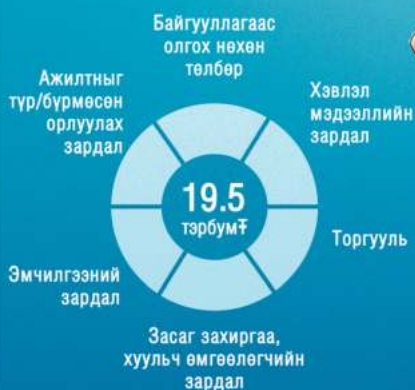 Байгууллагаас
олгох нөхөн
төлбөр
Ажилтныг
түр/бүрмөсөн
орлуулах
зардал
Хэвлэл
мэдээллийн
зардал
19.5
тэрбум₮
Торгууль
Эмчилгээний
зардал
Засаг захиргаа,
хуульч өмгөөлөгчийн
зардал